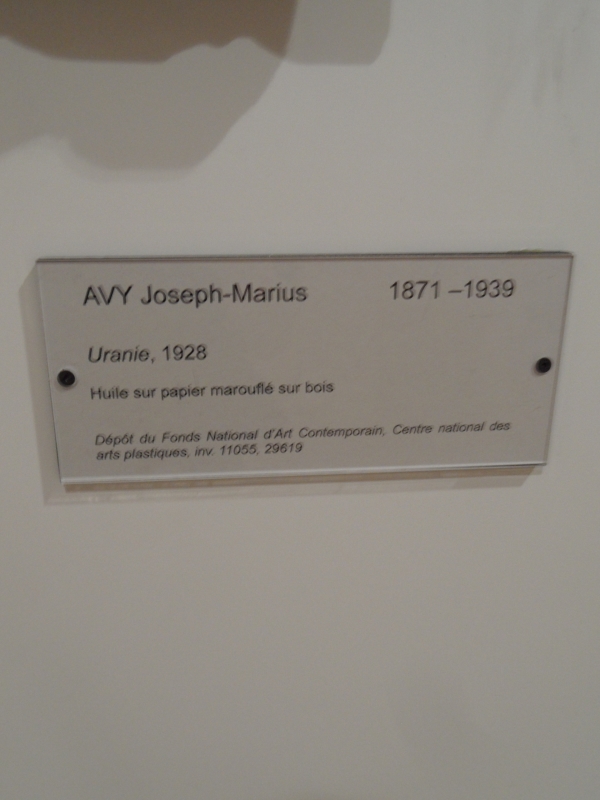 AVY Joseph-Marius 1871 –1939
Uranie, 1928
Huile sur papier marouflé sur bois
Dépôt du Fonds National d'Art Contemporain, Centre national des
arts plastiques, inv. 11055, 29619